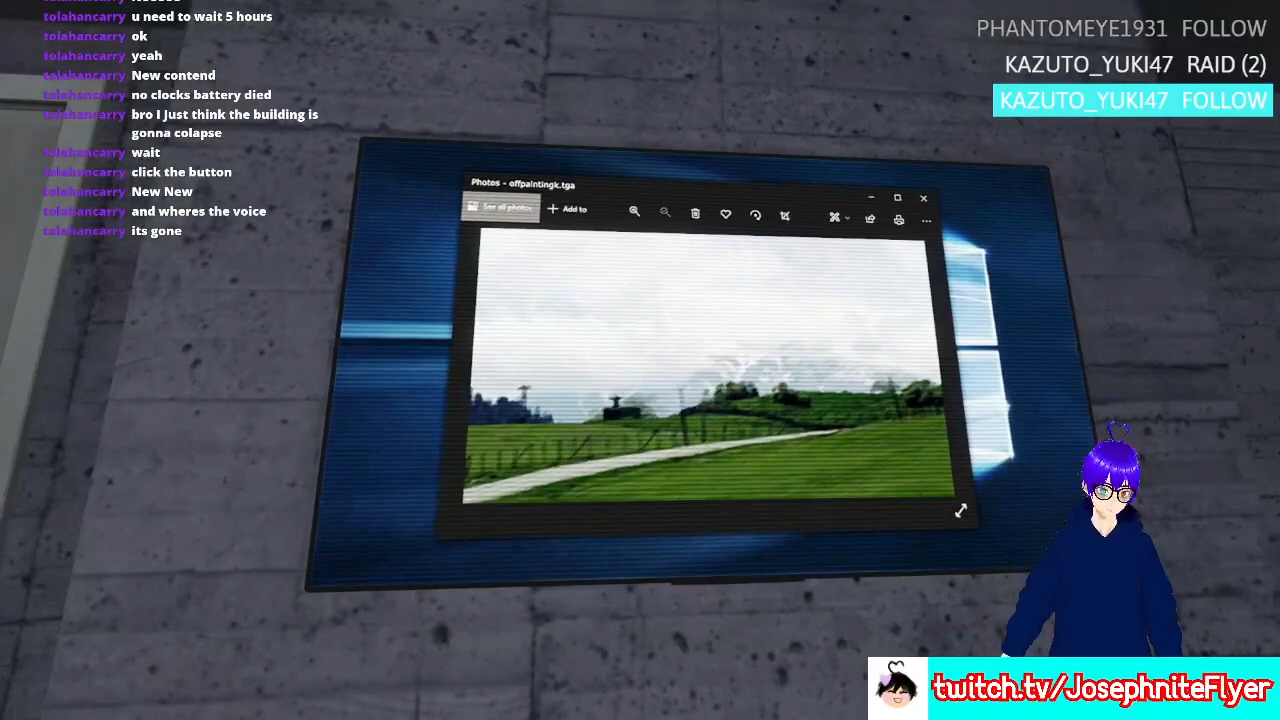 tolahancarry u need to wait 5 hours
tolahancarry ok
tolahancarry yeah
tolahancarry New contend
tolahancarry no clocks battery died
tolahancarry bro I Just think the building is
gonna colapse
tolahancarry wait
tolahancarry click the button
tolahancarry New New
tolahancarry and wheres the voice
tolahancarry its gone
PHANTOMEYE1931 FOLLOW
KAZUTO_YUKI47 RAID (2)
KAZUTO_YUKI47 FOLLOW
Photos - offpaintingk.tga
See all photos
Add to
twitch.tv/JosephniteFlyer